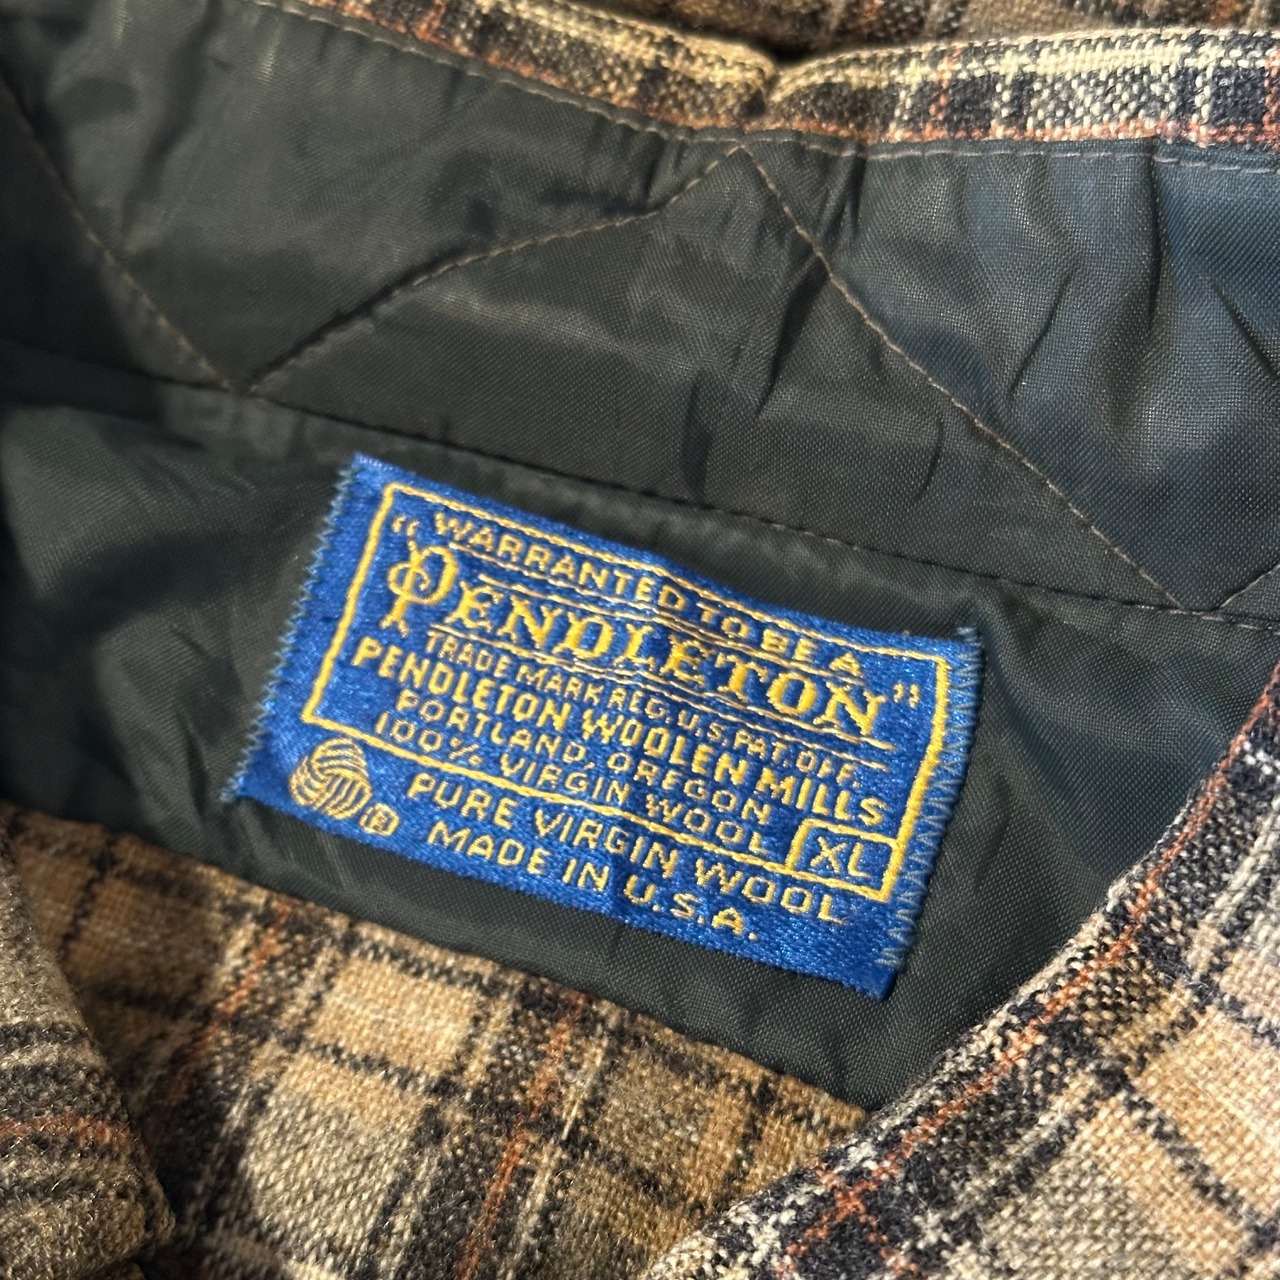 "WARRANTED TO BE A
PENDLETON"
TRADE MARK REG. U.S. PAT. OFF.
PENDLETON WOOLEN MILLS
PORTLAND, OREGON
100% VIRGIN WOOL
XL
PURE VIRGIN WOOL
®
MADE IN U.S.A.